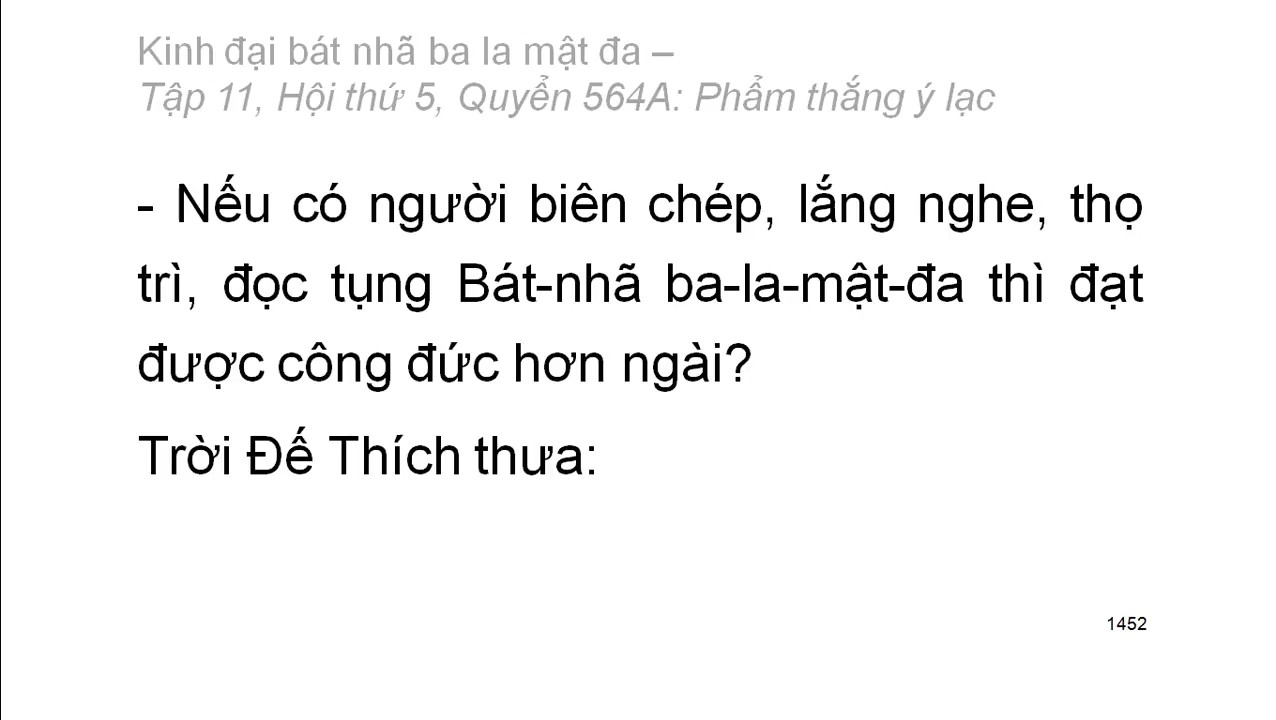 Kinh đại bát nhã ba la mật đa –
Tập 11, Hội thứ 5, Quyển 564A: Phẩm thắng ý lạc
- Nếu có người biên chép, lắng nghe, thọ
trì, đọc tụng Bát-nhã ba-la-mật-đa thì đạt
được công đức hơn ngài?
Trời Đế Thích thưa:
1452